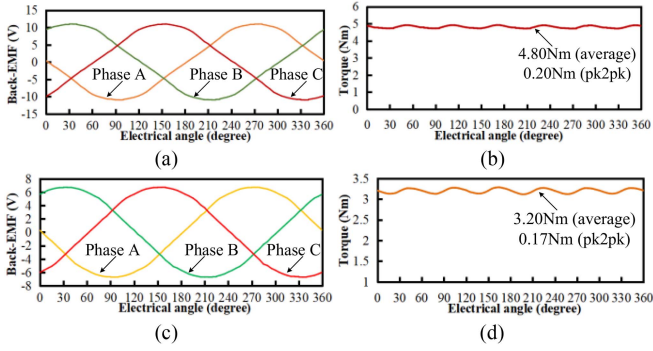 15
10
5
0
-5
-10
-15
Back-EMF (V)
Phase A
Phase B
Phase C
0 30 60 90 120 150 180 210 240 270 300 330 360
Electrical angle (degree)
(a)
6
5
4
3
2
1
0
Torque (Nm)
4.80Nm (average)
0.20Nm (pk2pk)
0 30 60 90 120 150 180 210 240 270 300 330 360
Electrical angle (degree)
(b)
8
6
4
2
0
-2
-4
-6
-8
Back-EMF (V)
Phase A
Phase B
Phase C
0 30 60 90 120 150 180 210 240 270 300 330 360
Electrical angle (degree)
(c)
3.5
3
2.5
2
1.5
1
Torque (Nm)
3.20Nm (average)
0.17Nm (pk2pk)
0 30 60 90 120 150 180 210 240 270 300 330 360
Electrical angle (degree)
(d)